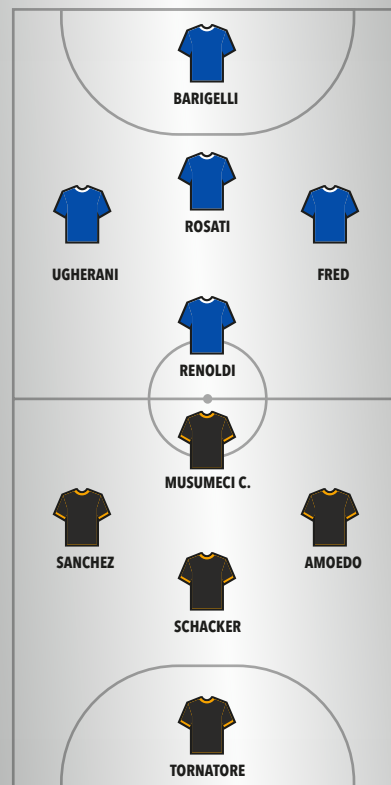 BARIGELLI
ROSATI
UGHERANI
FRED
RENOLDI
MUSUMECI C.
SANCHEZ
AMOEDO
SCHACKER
TORNATORE